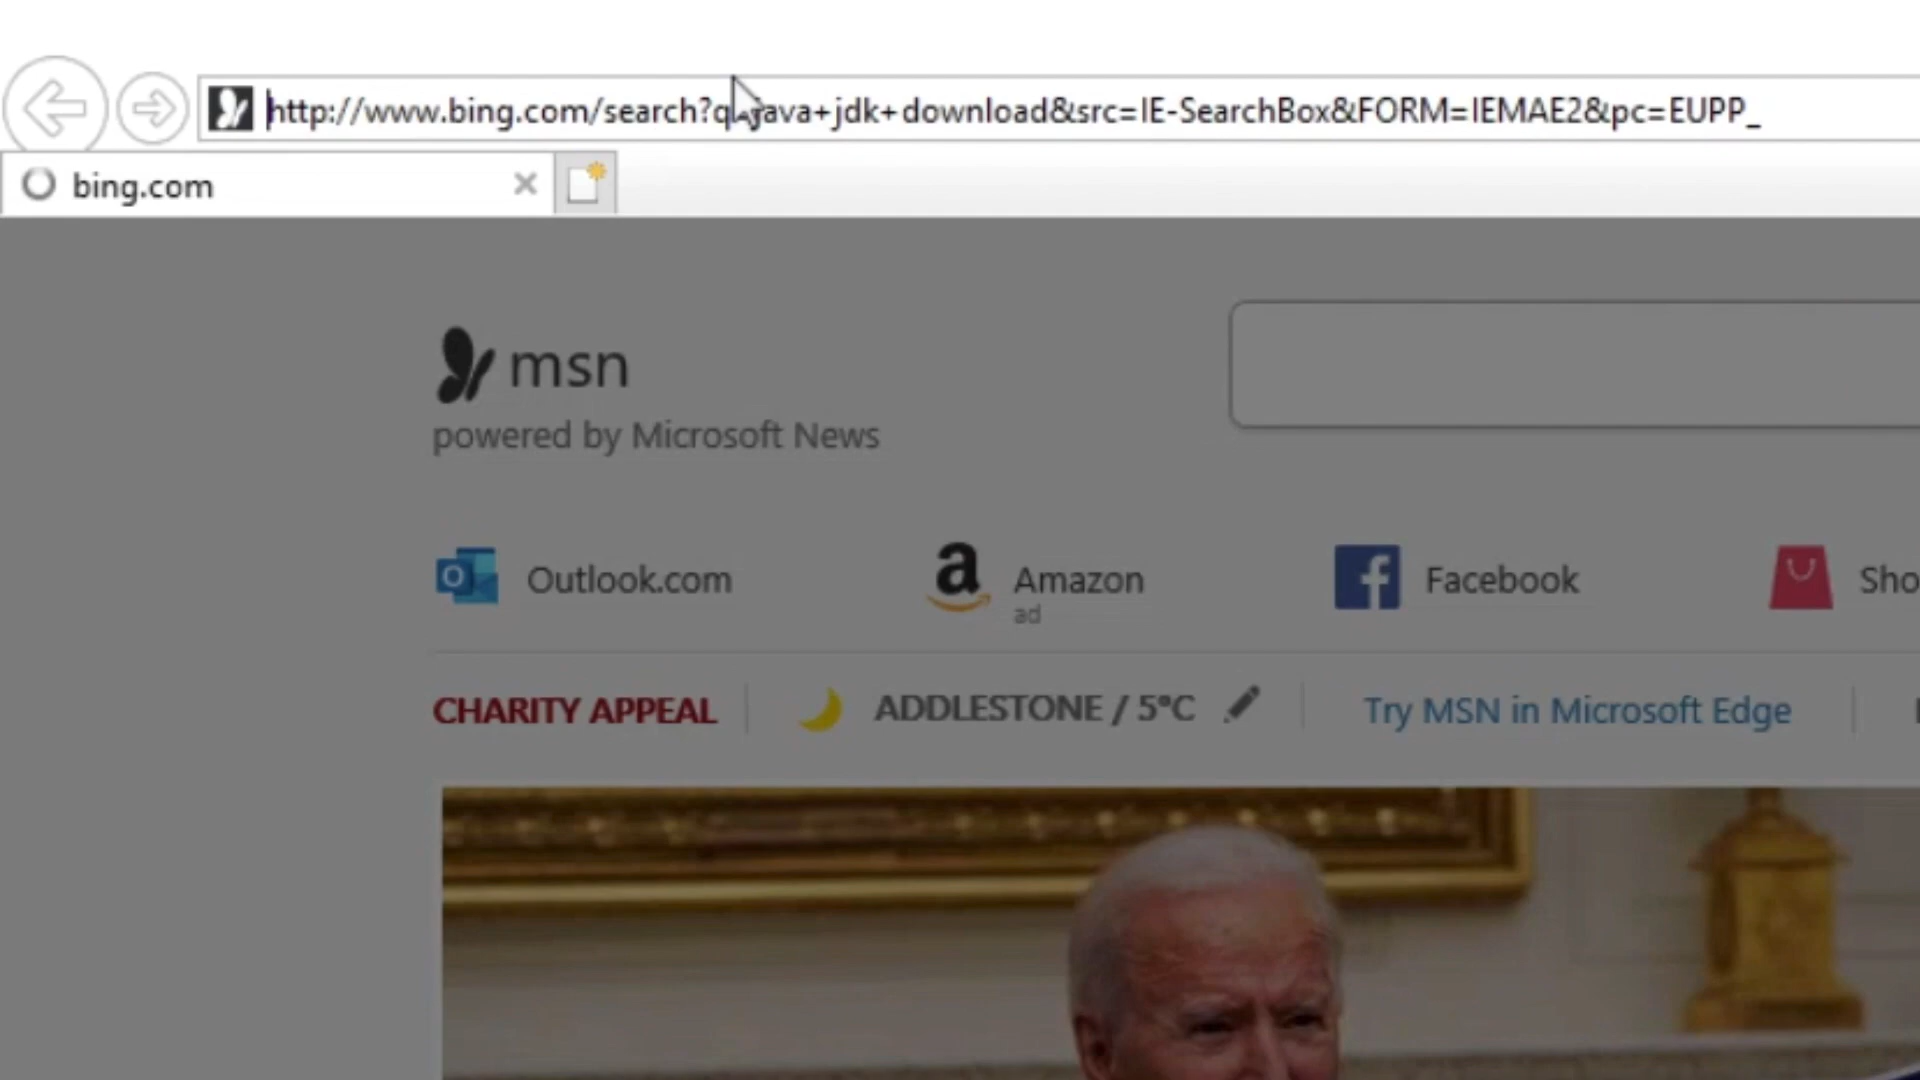 http://www.bing.com/search?q=java+jdk+download&src=IE-SearchBox&FORM=IEMAE2&pc=EUPP_
bing.com
msn
powered by Microsoft News
Outlook.com
Amazon
ad
Facebook
Sho
CHARITY APPEAL
ADDLESTONE / 5°C
Try MSN in Microsoft Edge